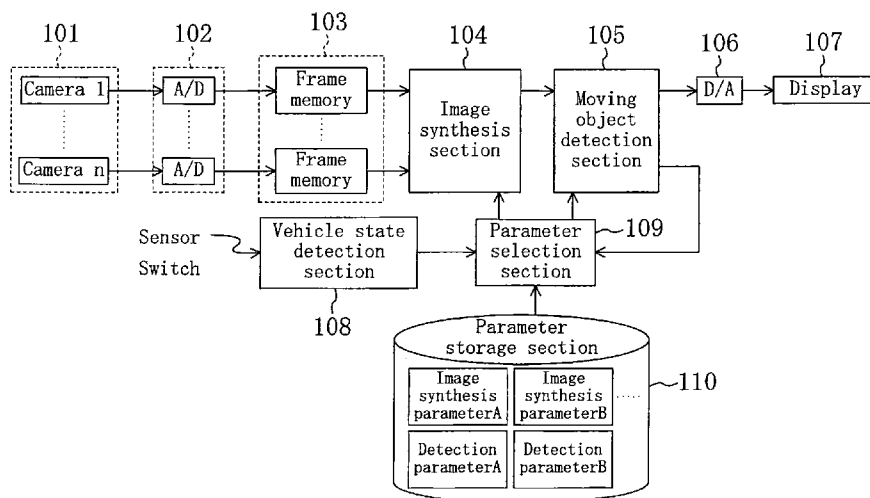 101
102
103
104
105
106
107
Camera 1
A/D
Frame
memory
Image
synthesis
section
Moving
object
detection
section
D/A
Display
Camera n
A/D
Frame
memory
Sensor
Switch
Vehicle state
detection
section
108
Parameter
selection
section
109
Parameter
storage section
110
Image
synthesis
parameterA
Image
synthesis
parameterB
Detection
parameterA
Detection
parameterB